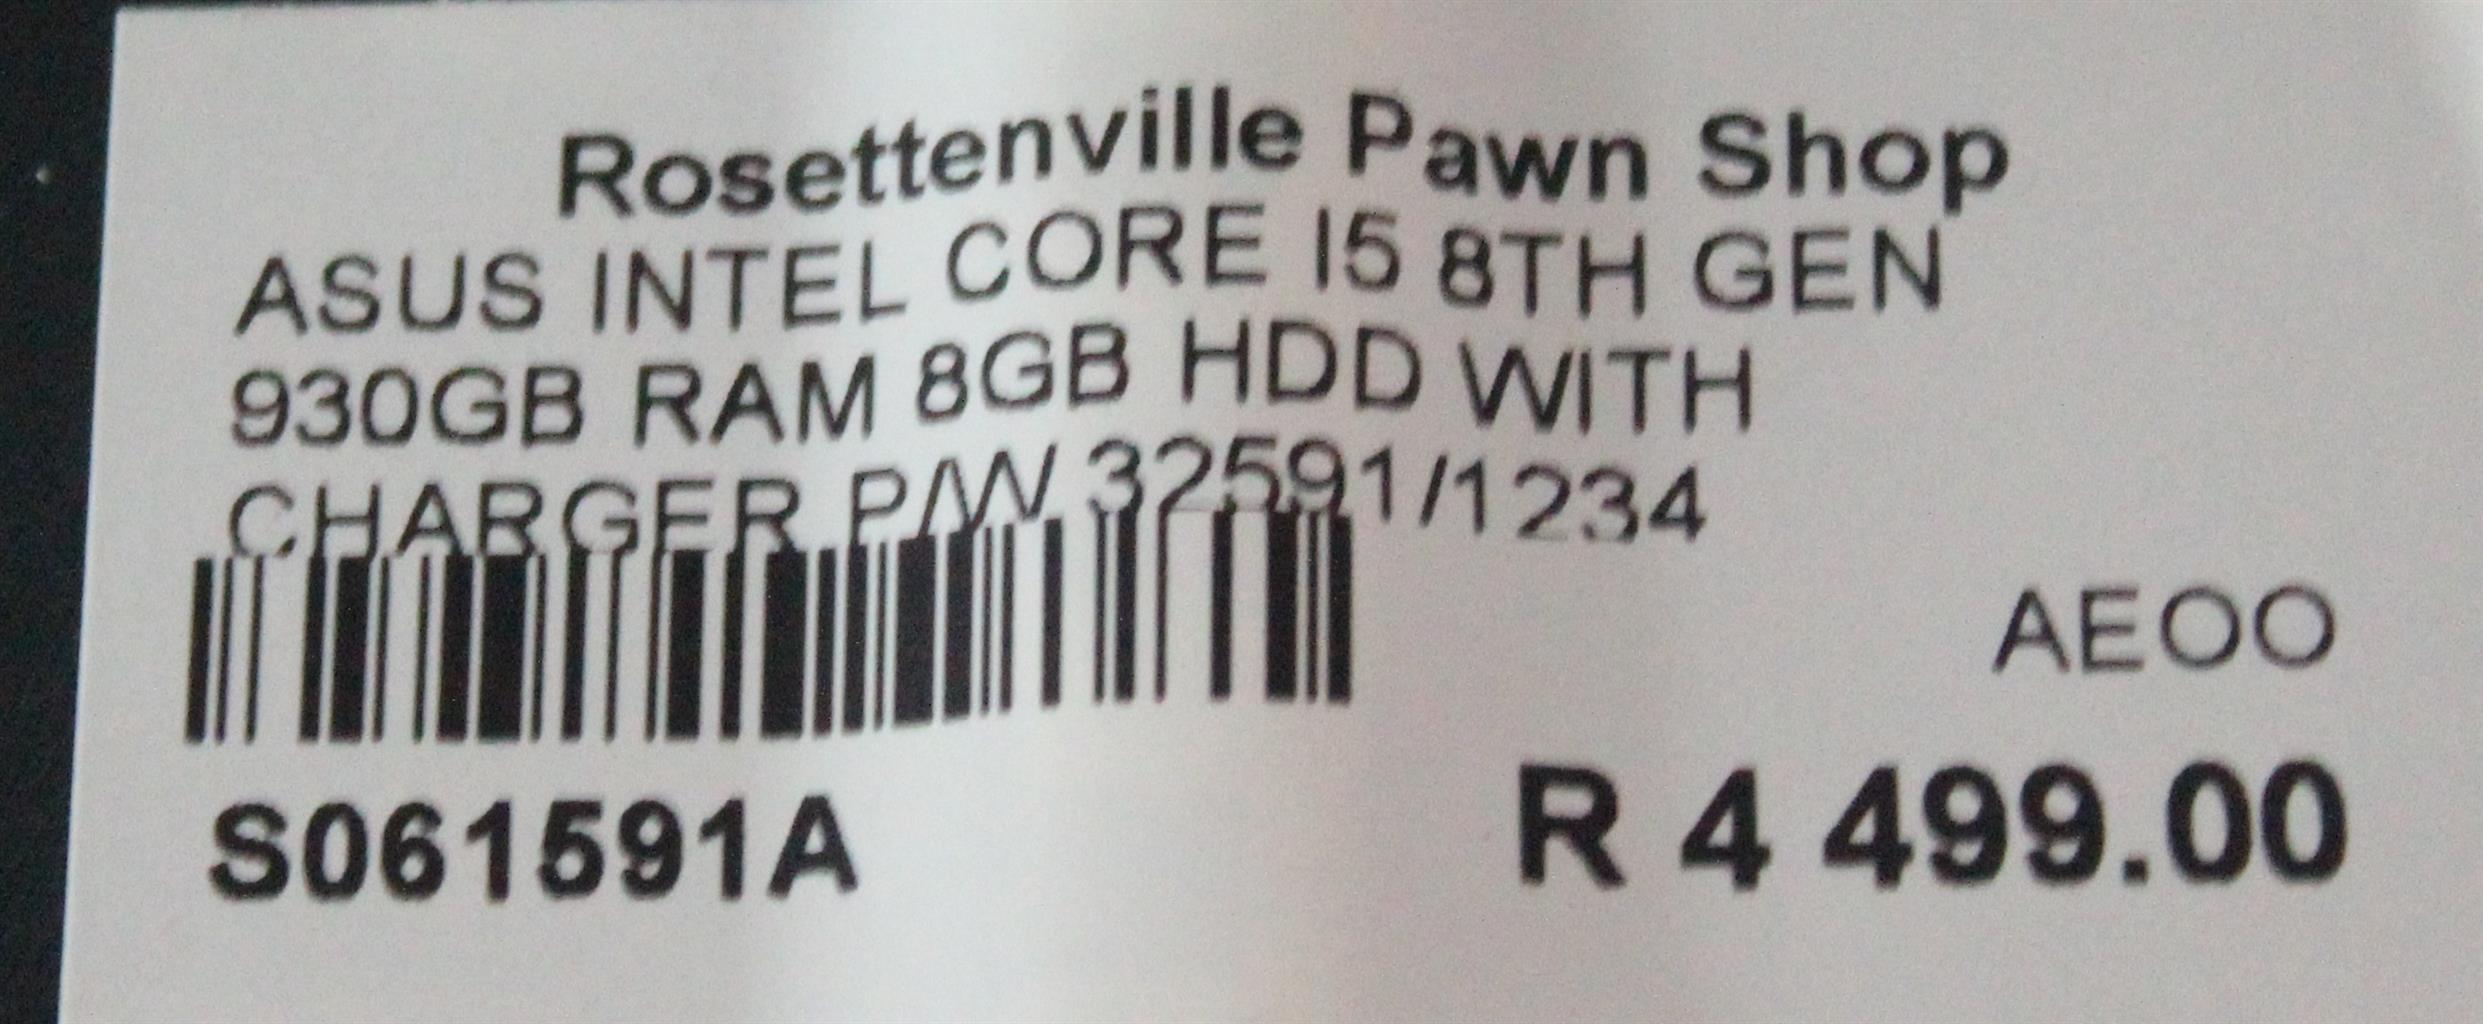 Rosettenville Pawn Shop
ASUS INTEL CORE I5 8TH GEN
930GB RAM 8GB HDD WITH
CHARGER P/W 32591/1234
AEOO
S061591A
R 4 499.00